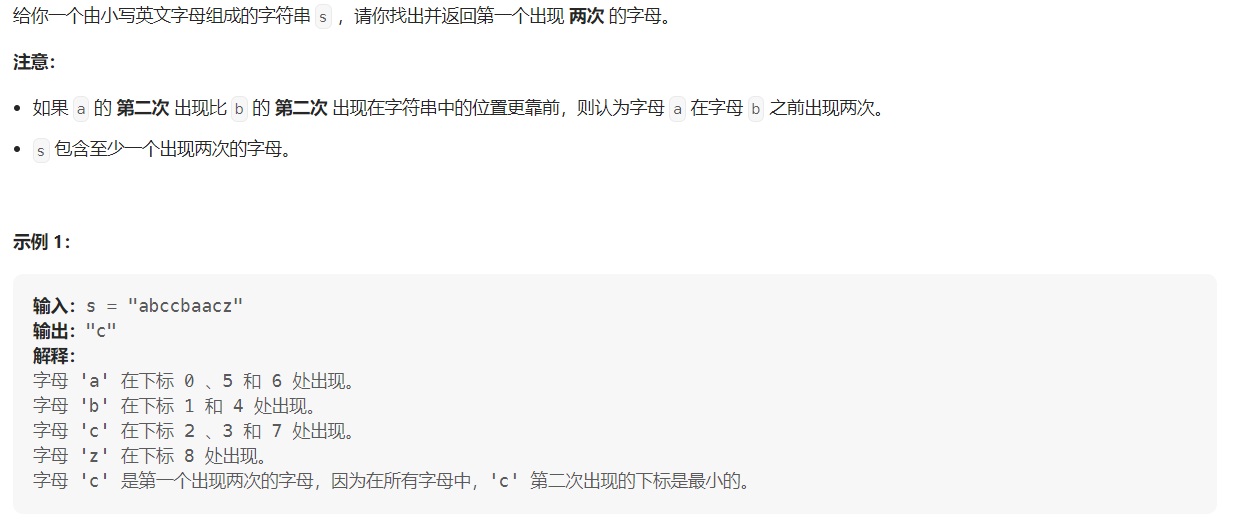 给你一个由小写英文字母组成的字符串 s ，请你找出并返回第一个出现 两次 的字母。
注意：
• 如果 a 的 第二次 出现比 b 的 第二次 出现在字符串中的位置更靠前，则认为字母 a 在字母 b 之前出现两次。
• s 包含至少一个出现两次的字母。
示例 1：
输入：s = "abccbaacz"
输出："c"
解释：
字母 'a' 在下标 0 、5 和 6 处出现。
字母 'b' 在下标 1 和 4 处出现。
字母 'c' 在下标 2 、3 和 7 处出现。
字母 'z' 在下标 8 处出现。
字母 'c' 是第一个出现两次的字母，因为在所有字母中，'c' 第二次出现的下标是最小的。